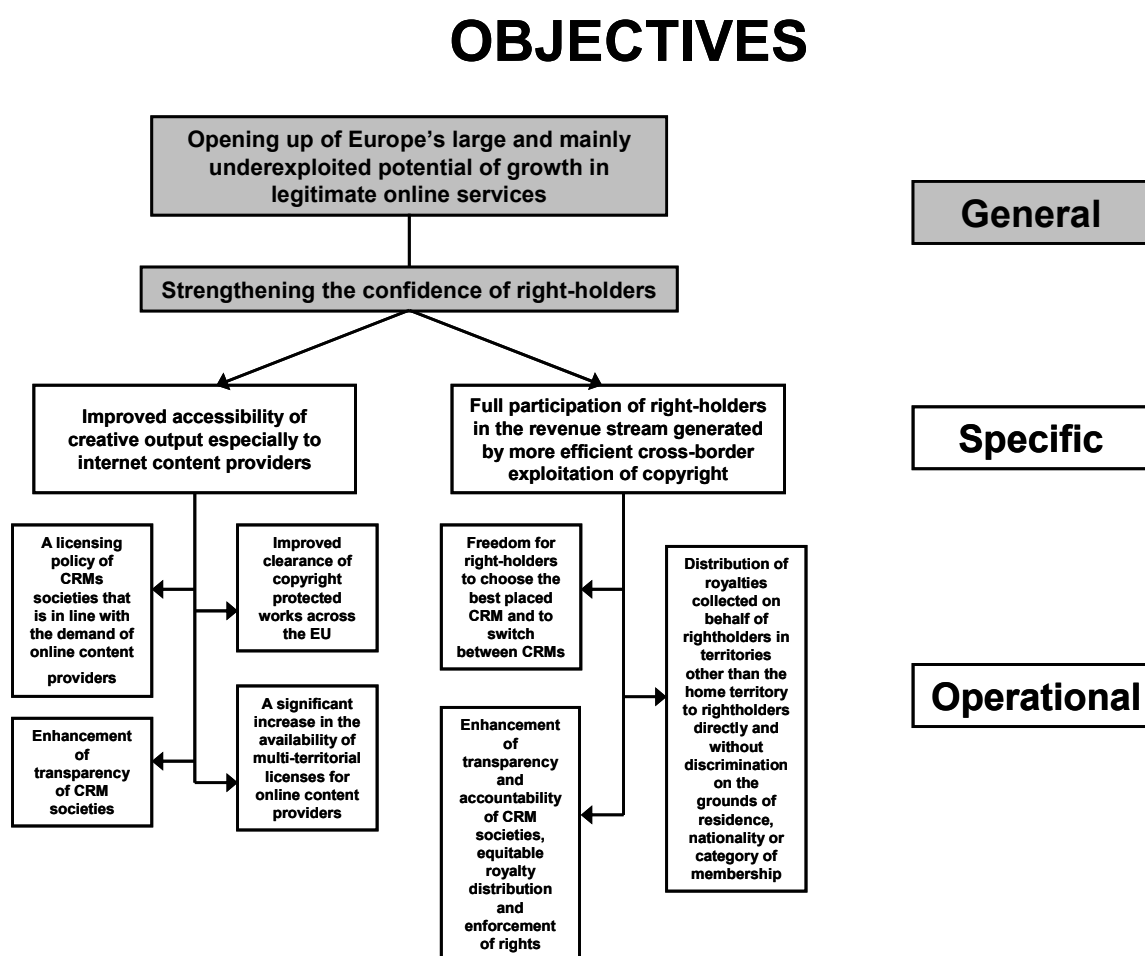 OBJECTIVES
Opening up of Europe's large and mainly
underexploited potential of growth in
legitimate online services
General
Strengthening the confidence of right-holders
Improved accessibility of
creative output especially to
internet content providers
Full participation of right-holders
in the revenue stream generated
by more efficient cross-border
exploitation of copyright
Specific
A licensing
policy of
CRMs
societies that
is in line with
the demand of
online content
providers
Improved
clearance of
copyright
protected
works across
the EU
Enhancement
of
transparency
of CRM
societies
A significant
increase in the
availability of
multi-territorial
licenses for
online content
providers
Freedom for
right-holders
to choose the
best placed
CRM and to
switch
between CRMs
Enhancement
of
transparency
and
accountability
of CRM
societies,
equitable
royalty
distribution
and
enforcement
of rights
Distribution of
royalties
collected on
behalf of
rightholders in
territories
other than the
home territory
to rightholders
directly and
without
discrimination
on the
grounds of
residence,
nationality or
category of
membership
Operational